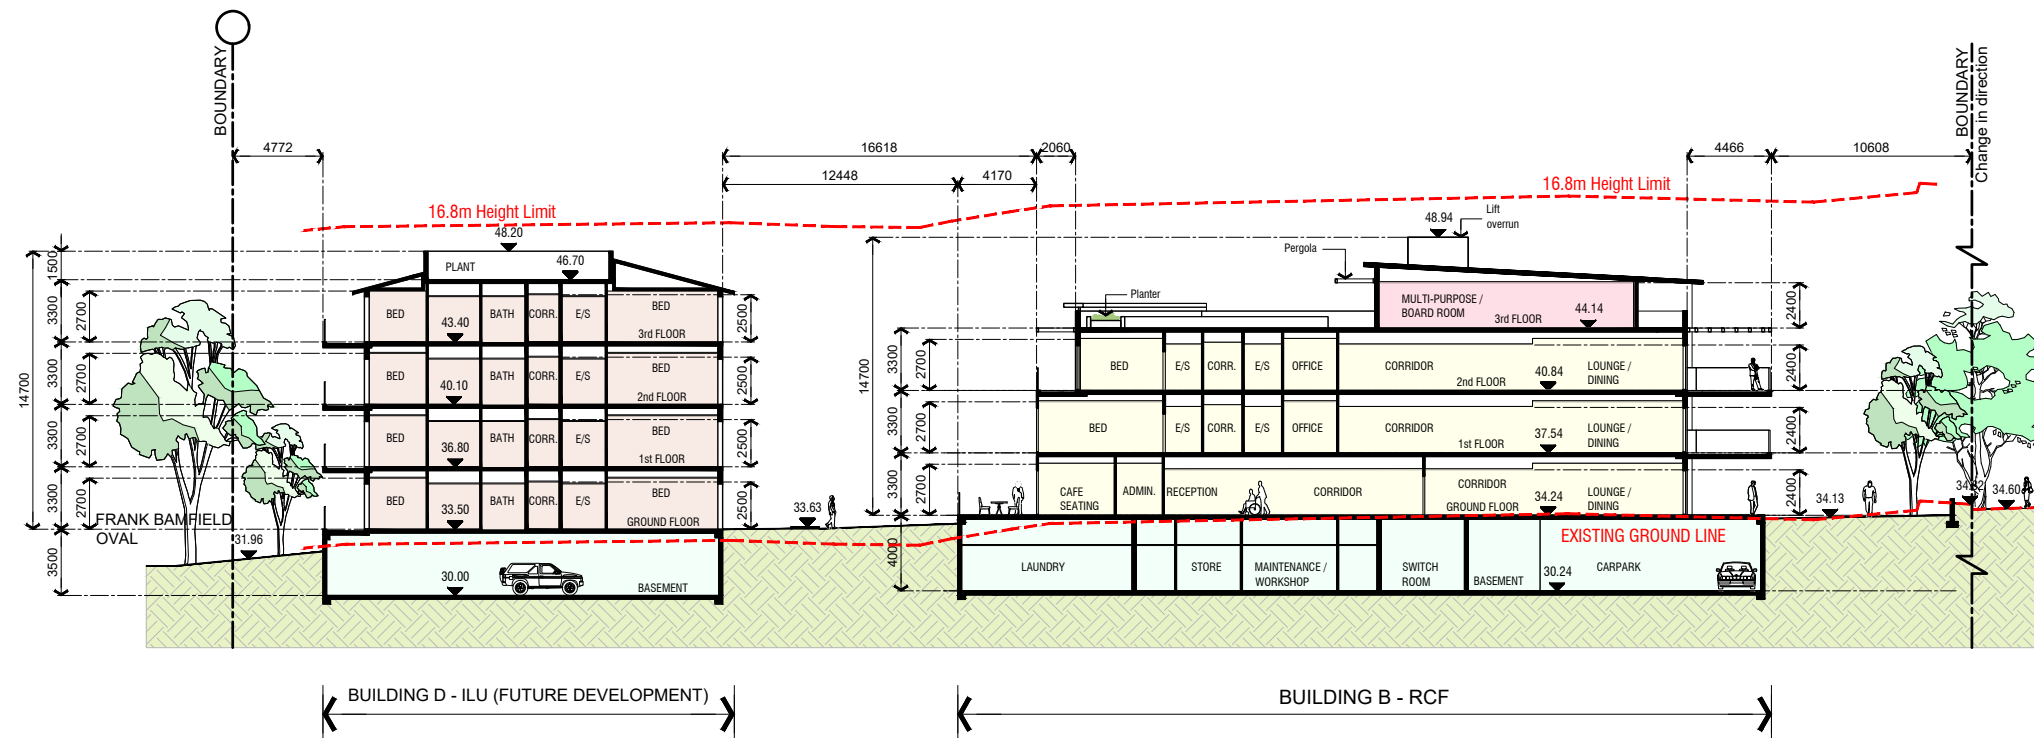 BOUNDARY
BOUNDARY
Change in direction
4772
16618
2060
4466
10608
12448
4170
16.8m Height Limit
16.8m Height Limit
48.20
48.94
Lift
overrun
Pergola
PLANT
46.70
Planter
MULTI-PURPOSE /
BOARD ROOM
3rd FLOOR
44.14
BED
43.40
BATH
CORR.
E/S
BED
3rd FLOOR
BED
40.10
BATH
CORR.
E/S
BED
2nd FLOOR
BED
36.80
BATH
CORR.
E/S
BED
1st FLOOR
BED
33.50
BATH
CORR.
E/S
BED
GROUND FLOOR
30.00
BASEMENT
14700
1500
3300
3300
3300
3300
3500
2700
2700
2700
2700
2500
2500
2500
2500
FRANK BAMFIELD
OVAL
31.96
33.63
14700
3300
3300
3300
4000
2700
2700
2700
BED
E/S
CORR.
E/S
OFFICE
CORRIDOR
2nd FLOOR
40.84
LOUNGE /
DINING
BED
E/S
CORR.
E/S
OFFICE
CORRIDOR
1st FLOOR
37.54
LOUNGE /
DINING
CAFE
SEATING
ADMIN.
RECEPTION
CORRIDOR
CORRIDOR
GROUND FLOOR
34.24
LOUNGE /
DINING
2400
2400
2400
2400
34.13
34.60
EXISTING GROUND LINE
LAUNDRY
STORE
MAINTENANCE /
WORKSHOP
SWITCH
ROOM
BASEMENT
30.24
CARPARK
BUILDING D - ILU (FUTURE DEVELOPMENT)
BUILDING B - RCF